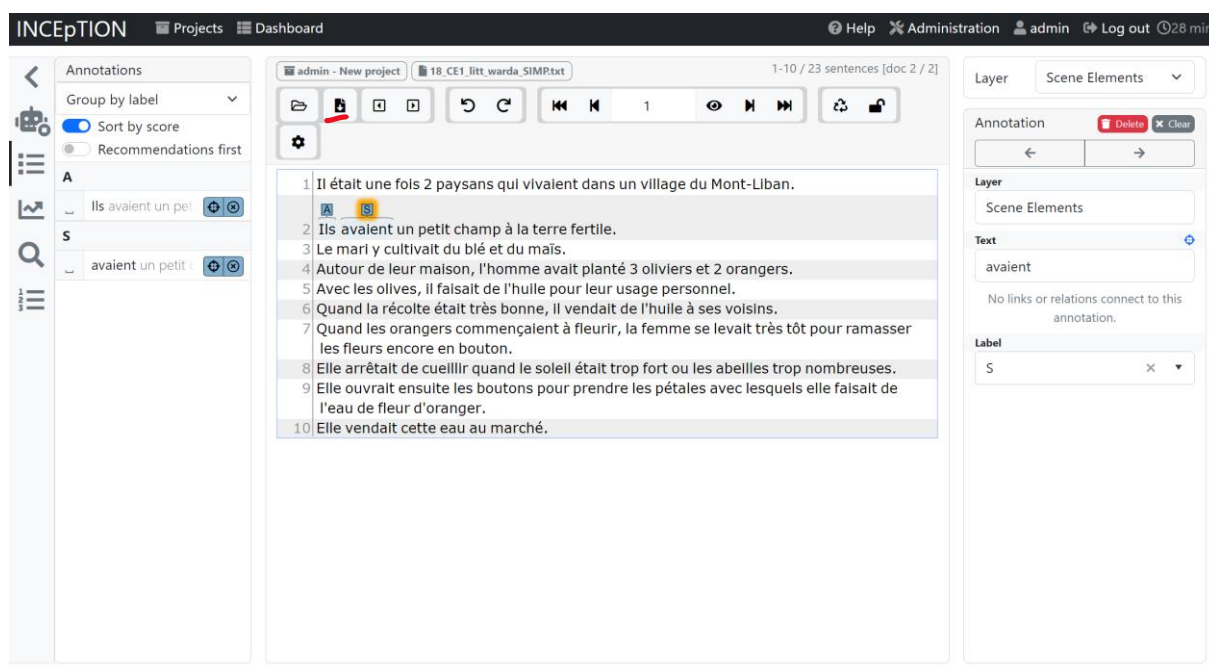 INCEpTION Projects Dashboard Help Administration admin Log out 28 min
Annotations
Group by label
Sort by score
Recommendations first
A
Ils avaient un pet
S
avaient un petit c
admin - New project 18_CE1_litt_warda_SIMP.txt 1-10 / 23 sentences [doc 2 / 2]
1
1 Il était une fois 2 paysans qui vivaient dans un village du Mont-Liban.
A S
2 Ils avaient un petit champ à la terre fertile.
3 Le mari y cultivait du blé et du maïs.
4 Autour de leur maison, l'homme avait planté 3 oliviers et 2 orangers.
5 Avec les olives, il faisait de l'huile pour leur usage personnel.
6 Quand la récolte était très bonne, il vendait de l'huile à ses voisins.
7 Quand les orangers commençaient à fleurir, la femme se levait très tôt pour ramasser
les fleurs encore en bouton.
8 Elle arrêtait de cueillir quand le soleil était trop fort ou les abeilles trop nombreuses.
9 Elle ouvrait ensuite les boutons pour prendre les pétales avec lesquels elle faisait de
l'eau de fleur d'oranger.
10 Elle vendait cette eau au marché.
Layer Scene Elements
Annotation Delete Clear
Layer
Scene Elements
Text
avaient
No links or relations connect to this
annotation.
Label
S